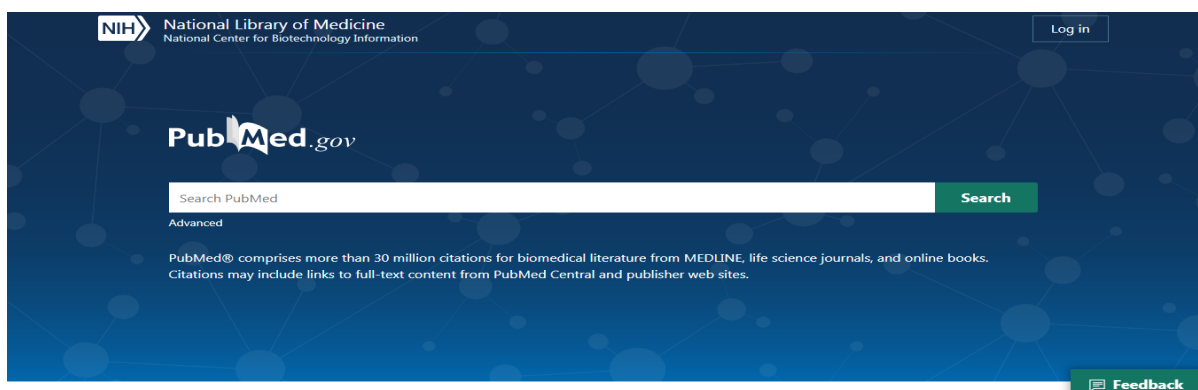 NIH
National Library of Medicine
National Center for Biotechnology Information
Log in
PubMed.gov
Search PubMed
Search
Advanced
PubMed® comprises more than 30 million citations for biomedical literature from MEDLINE, life science journals, and online books.
Citations may include links to full-text content from PubMed Central and publisher web sites.
Feedback